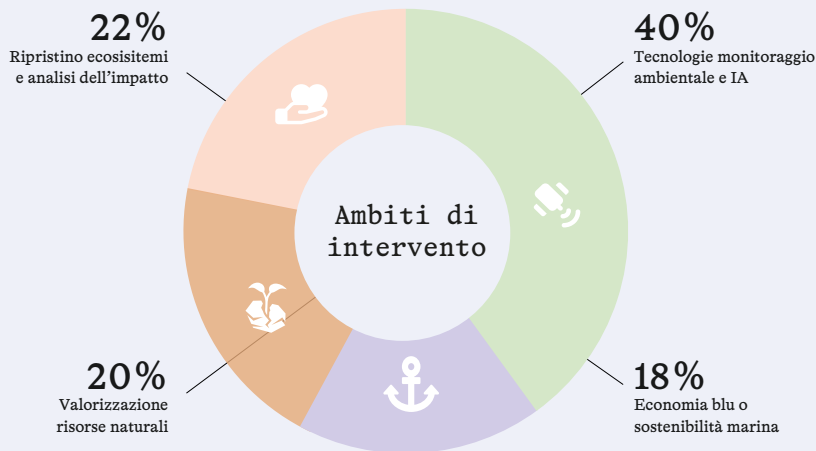 22%
Ripristino ecosisitemi
e analisi dell'impatto
40%
Tecnologie monitoraggio
ambientale e IA
Ambiti di
intervento
20%
Valorizzazione
risorse naturali
18%
Economia blu o
sostenibilità marina